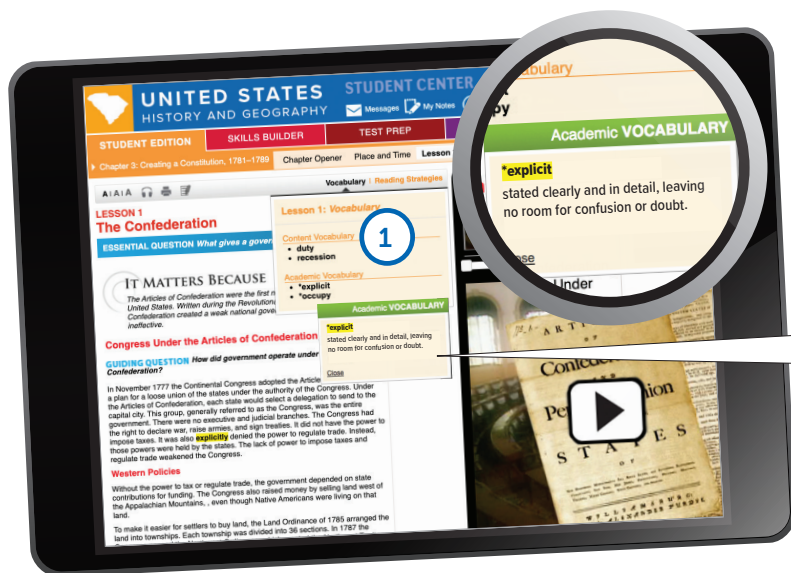 UNITED STATES
HISTORY AND GEOGRAPHY
STUDENT CENTER
Messages My Notes
STUDENT EDITION SKILLS BUILDER TEST PREP
Chapter 3: Creating a Constitution, 1781–1789 Chapter Opener Place and Time Lesson
AIAIA
Vocabulary | Reading Strategies
LESSON 1
The Confederation
ESSENTIAL QUESTION What gives a gover
Lesson 1: Vocabulary
Content Vocabulary
• duty
• recession
Academic Vocabulary
• *explicit
• *occupy
1
Academic VOCABULARY
*explicit
stated clearly and in detail, leaving
no room for confusion or doubt.
Close
IT MATTERS BECAUSE
The Articles of Confederation were the first
United States. Written during the Revolution
Confederation created a weak national gover
ineffective.
Congress Under the Articles of Confederation
GUIDING QUESTION How did government operate under
Confederation?
In November 1777 the Continental Congress adopted the Article
a plan for a loose union of the states under the authority of the Congress. Under
the Articles of Confederation, each state would select a delegation to send to the
capital city. This group, generally referred to as the Congress, was the entire
government. There were no executive and judicial branches. The Congress had
the right to declare war, raise armies, and sign treaties. It did not have the power to
impose taxes. It was also explicitly denied the power to regulate trade. Instead,
those powers were held by the states. The lack of power to impose taxes and
regulate trade weakened the Congress.
Western Policies
Without the power to tax or regulate trade, the government depended on state
contributions for funding. The Congress also raised money by selling land west of
the Appalachian Mountains, , even though Native Americans were living on that
land.
To make it easier for settlers to buy land, the Land Ordinance of 1785 arranged the
land into townships. Each township was divided into 36 sections. In 1787 the
abulary
py
Academic VOCABULARY
*explicit
stated clearly and in detail, leaving
no room for confusion or doubt.
ose
Under
ARTI
Confede
Pe
ion
STATES
OF
WILLIAMSBURG:
ALEXANDER PURDIE